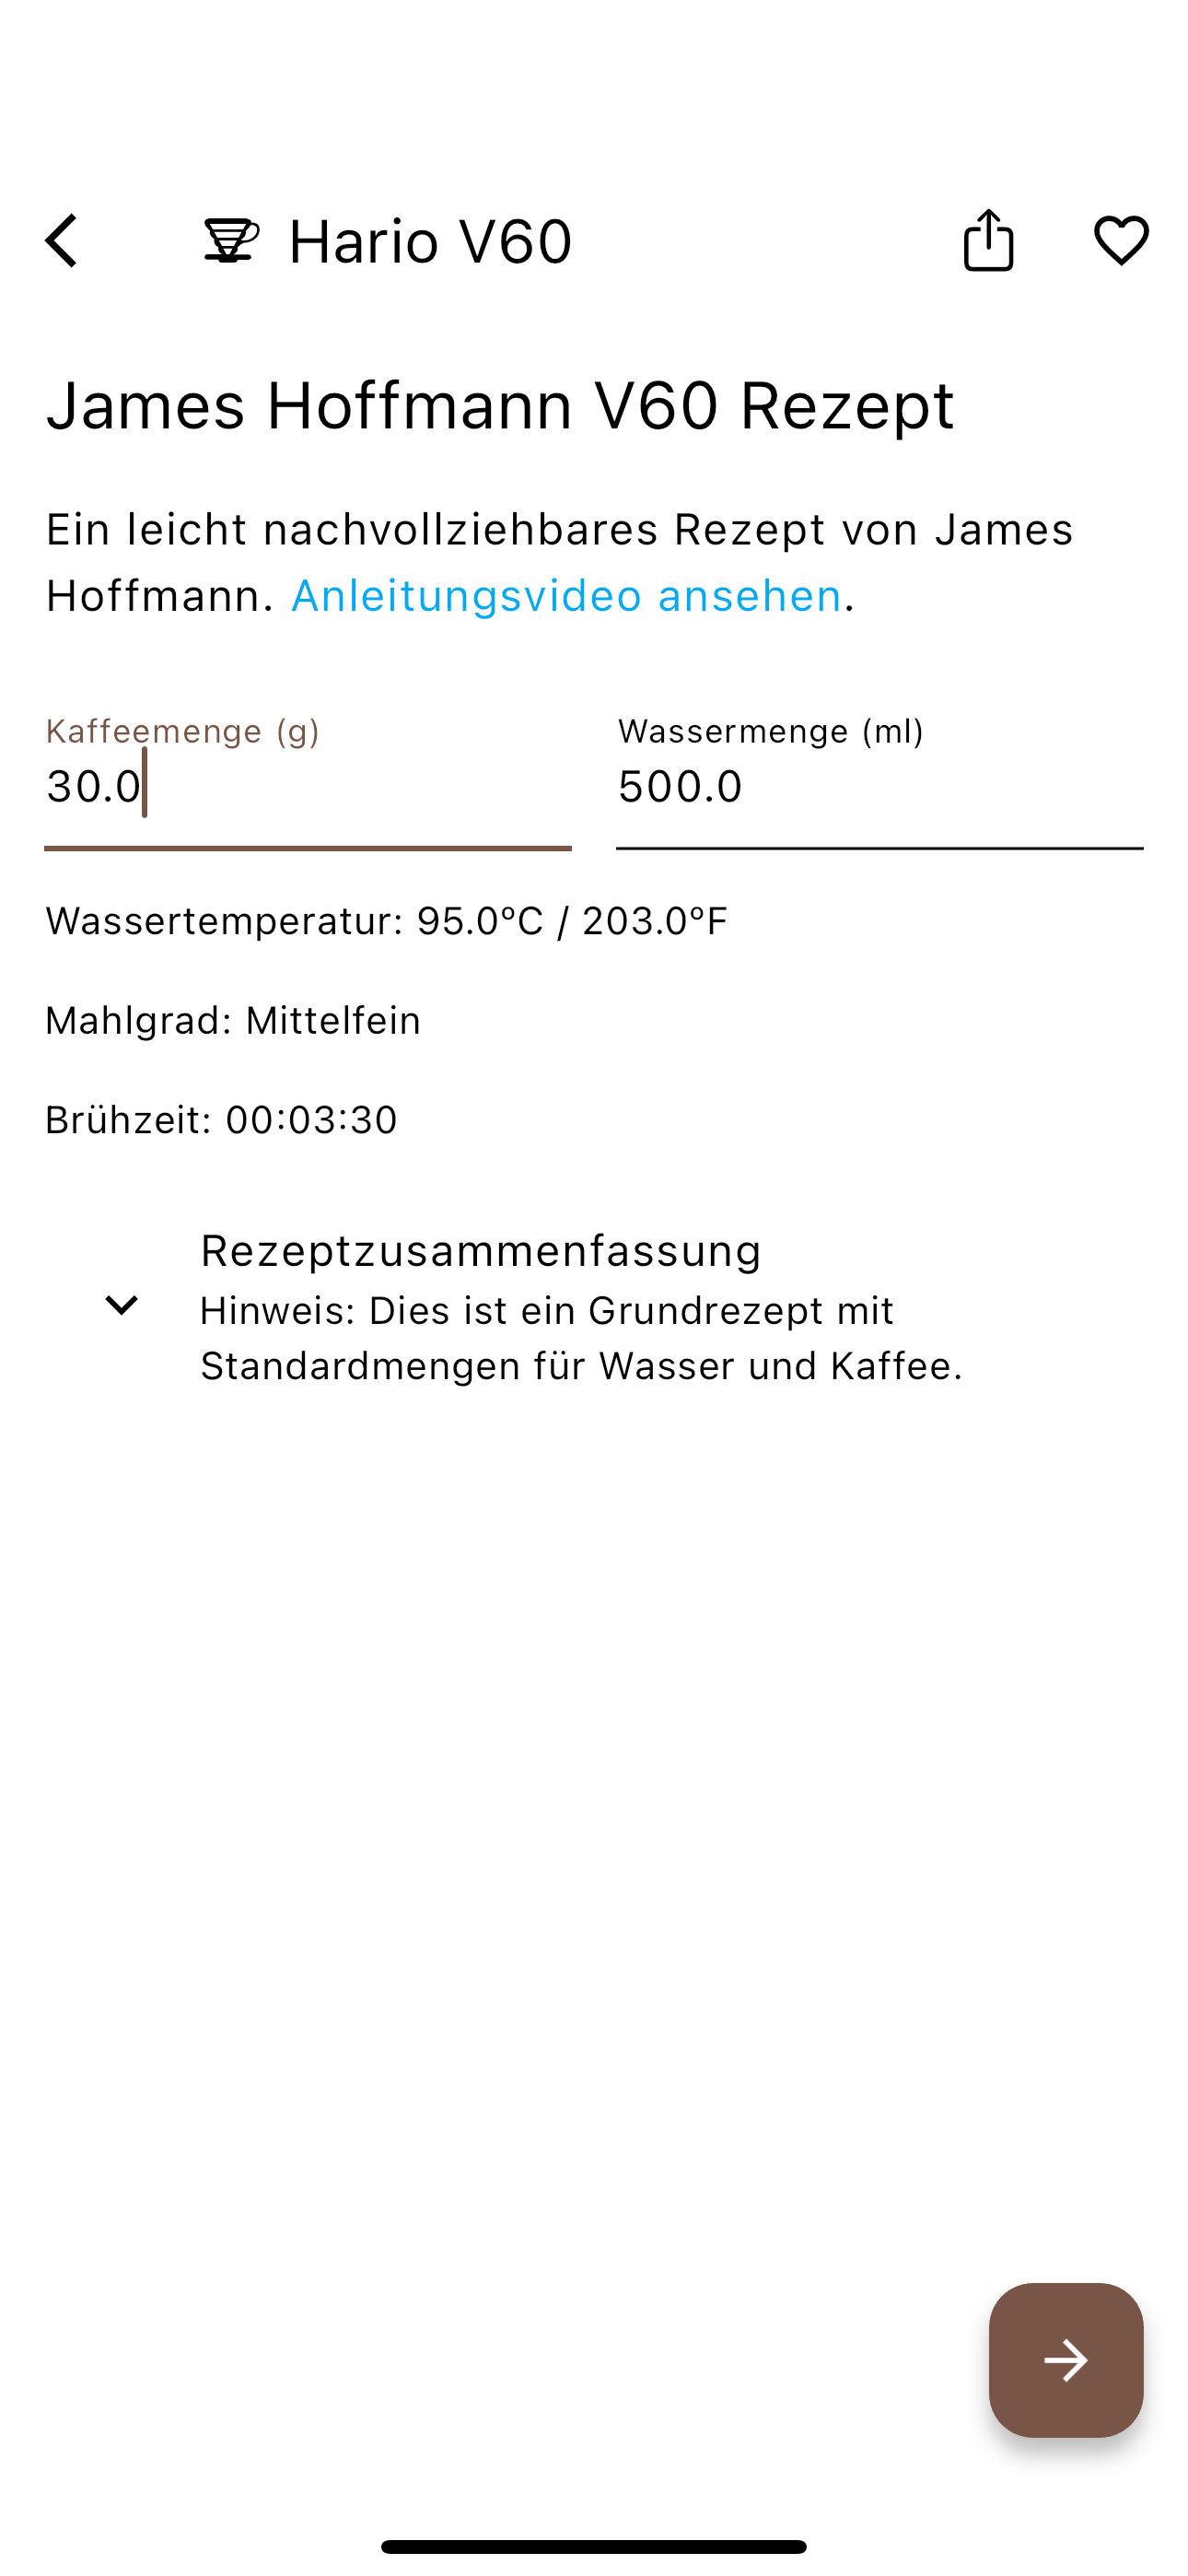 Hario V60
James Hoffmann V60 Rezept
Ein leicht nachvollziehbares Rezept von James
Hoffmann. Anleitungsvideo ansehen.
Kaffeemenge (g)
30.0
Wassermenge (ml)
500.0
Wassertemperatur: 95.0ºC / 203.0ºF
Mahlgrad: Mittelfein
Brühzeit: 00:03:30
Rezeptzusammenfassung
Hinweis: Dies ist ein Grundrezept mit
Standardmengen für Wasser und Kaffee.